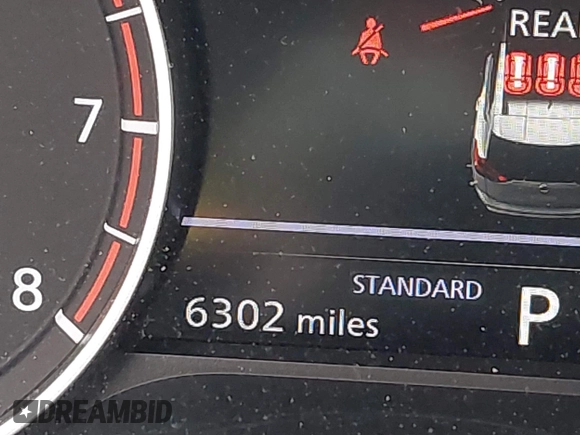 REA
7
STANDARD
8
6302 miles
P
DREAMBID